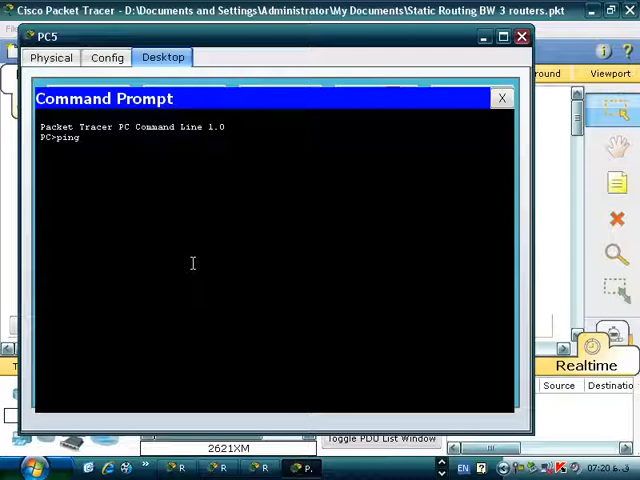 Cisco Packet Tracer - D:\Documents and Settings\Administrator\My Documents\Static Routing BW 3 routers.pkt
PC5
Physical
Config
Desktop
Command Prompt
X
Packet Tracer PC Command Line 1.0
PC>ping
i
?
Viewport
Realtime
Source
Toggle PDU List Window
2621XM
R
R
R
P.
EN
07:20